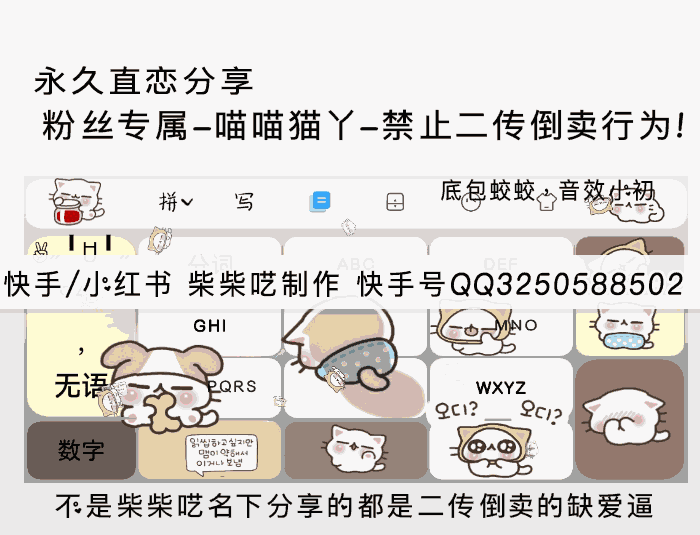 永久直恋分享
粉丝专属-喵喵猫丫-禁止二传倒卖行为!
底包蛟蛟，音效小初
拼 写
分词 ABC DEF
快手/小红书 柴柴呓制作 快手号QQ3250588502
GHI MNO
，
无语 PQRS WXYZ
오디? 오디?
数字
읽씹하고싶지만
맴이 약해서
이거나 보냄
不是柴柴呓名下分享的都是二传倒卖的缺爱逼